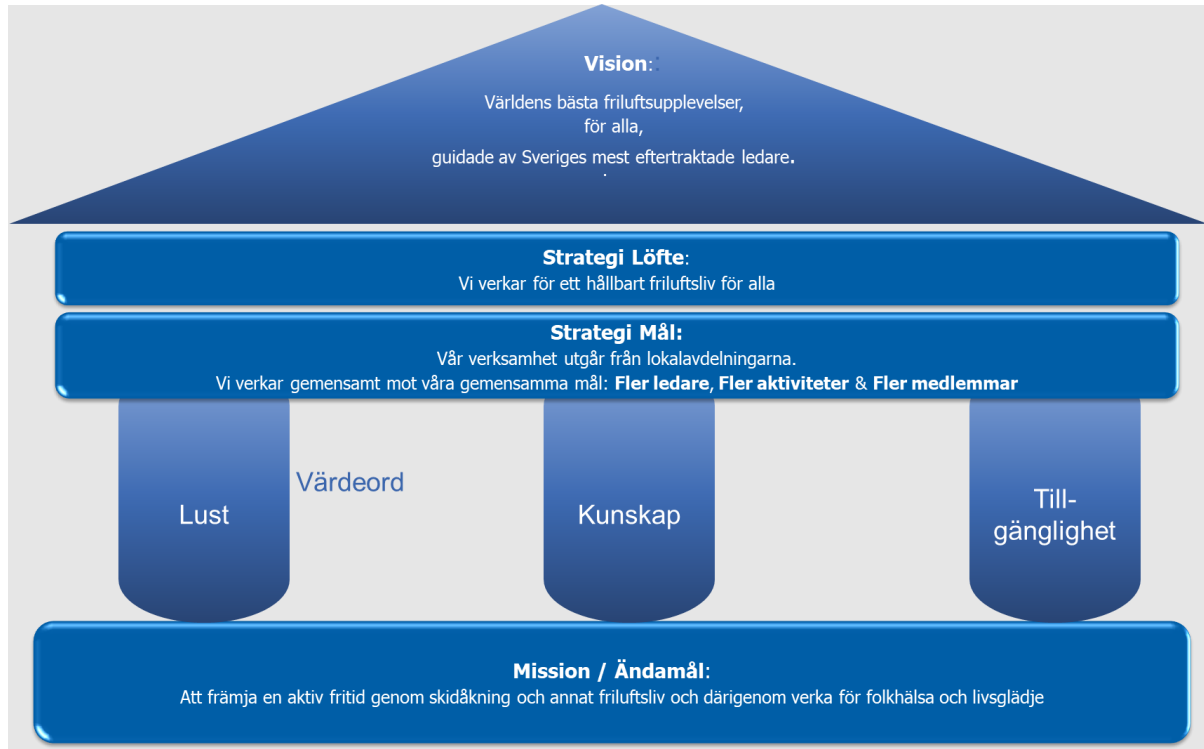 Vision::
Världens bästa friluftsupplevelser,
för alla,
guidade av Sveriges mest eftertraktade ledare.
.
Strategi Löfte:
Vi verkar för ett hållbart friluftsliv för alla
Strategi Mål:
Vår verksamhet utgår från lokalavdelningarna.
Vi verkar gemensamt mot våra gemensamma mål: Fler ledare, Fler aktiviteter & Fler medlemmar
Värdeord
Lust
Kunskap
Till-
gänglighet
Mission / Ändamål:
Att främja en aktiv fritid genom skidåkning och annat friluftsliv och därigenom verka för folkhälsa och livsglädje